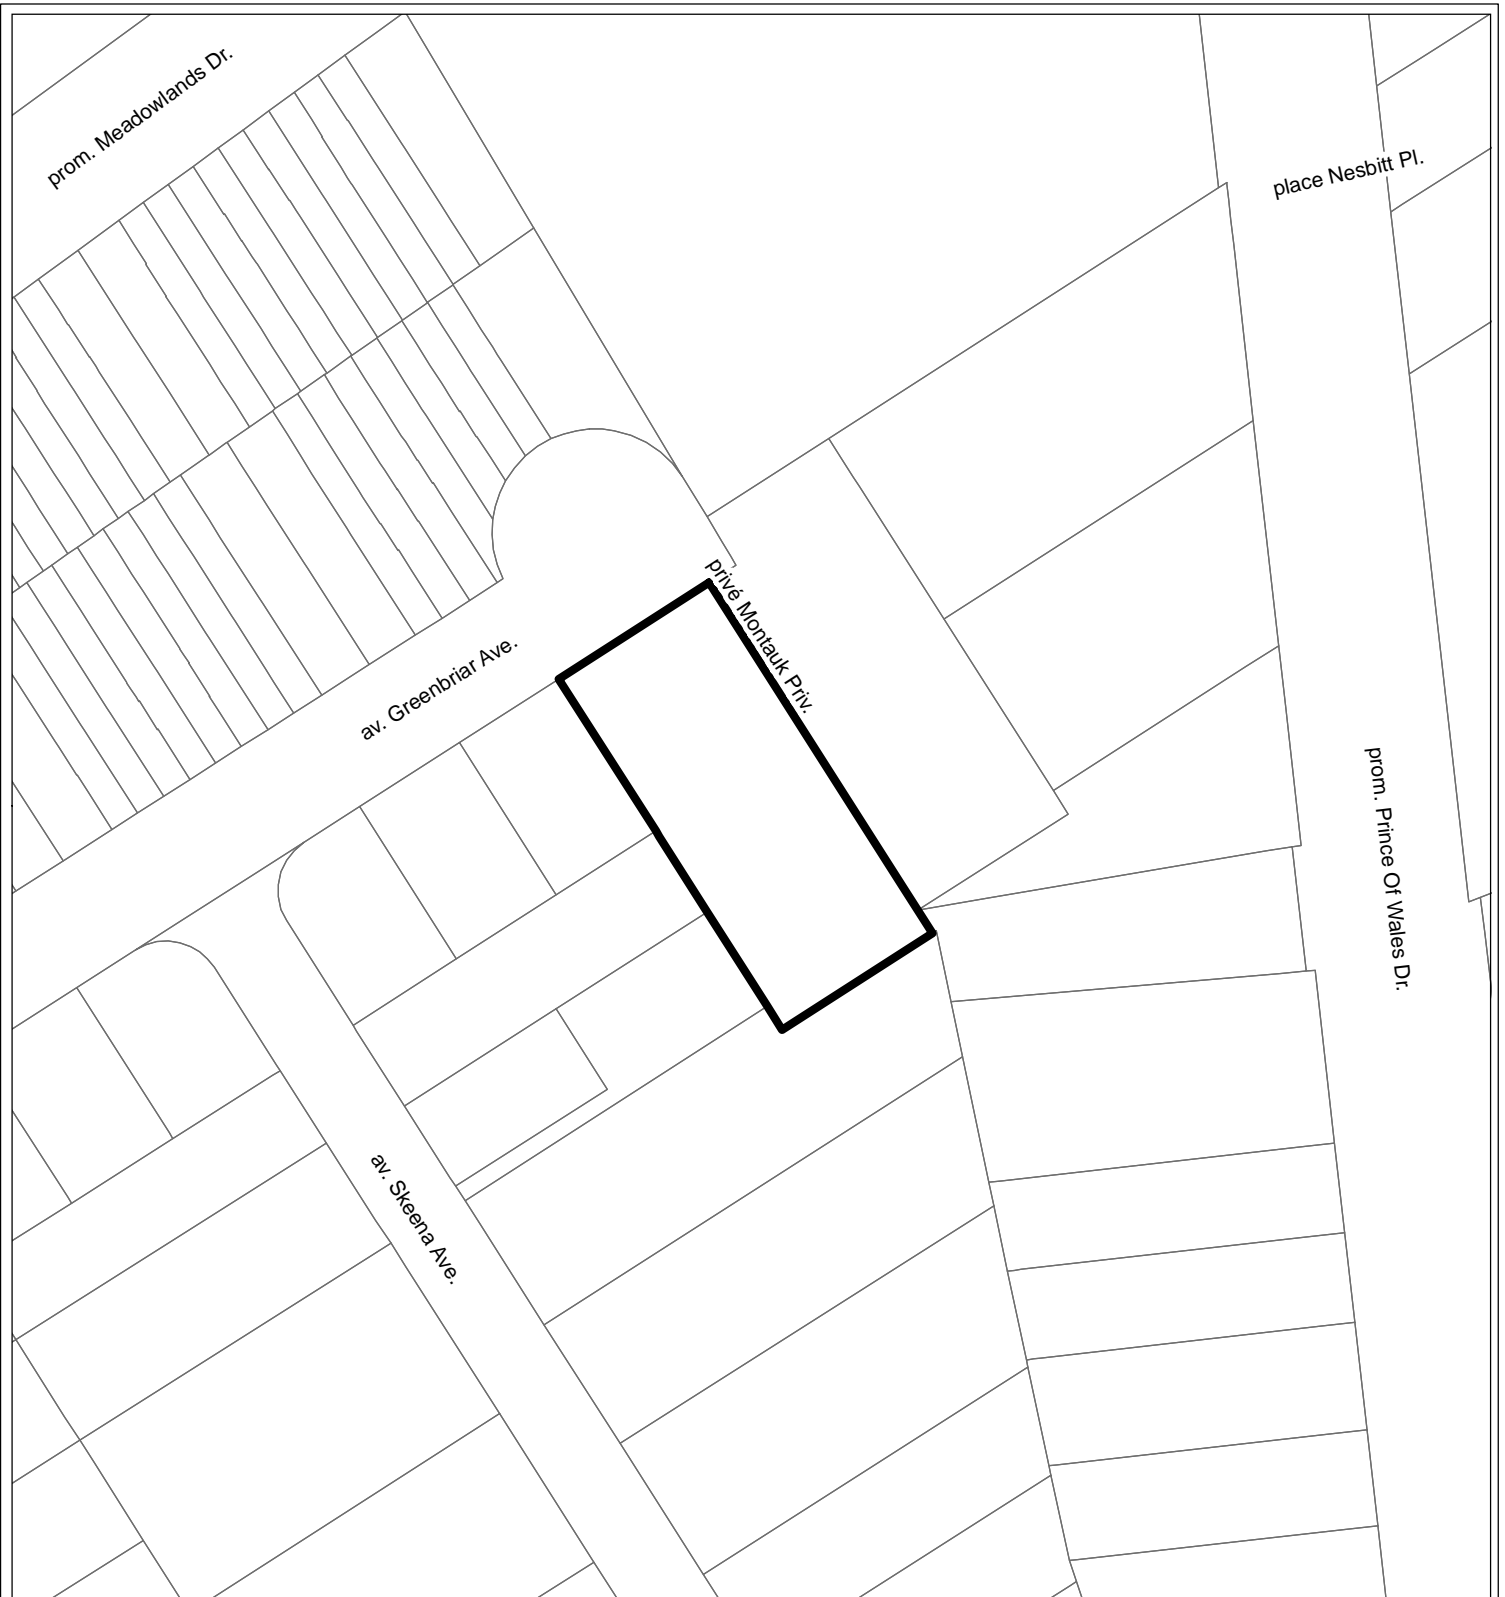 prom. Meadowlands Dr.
place Nesbitt Pl.
privé Montauk Priv.
av. Greenbriar Ave.
prom. Prince Of Wales Dr.
av. Skeena Ave.